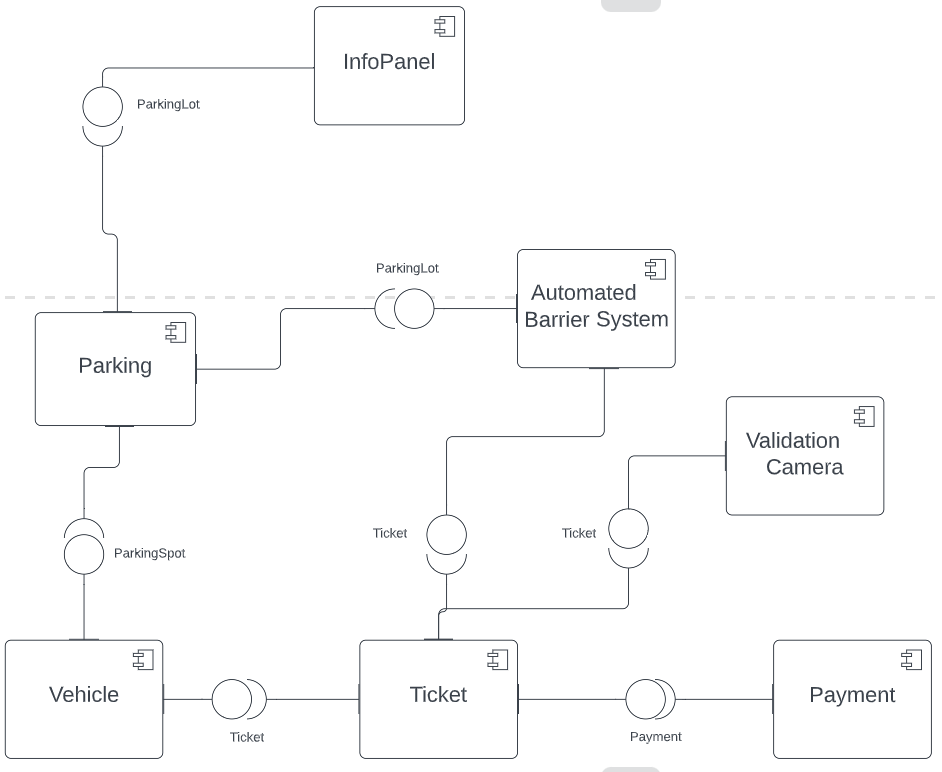 InfoPanel
ParkingLot
ParkingLot
Automated
Barrier System
Parking
Validation
Camera
Ticket
Ticket
ParkingSpot
Vehicle
Ticket
Payment
Ticket
Payment